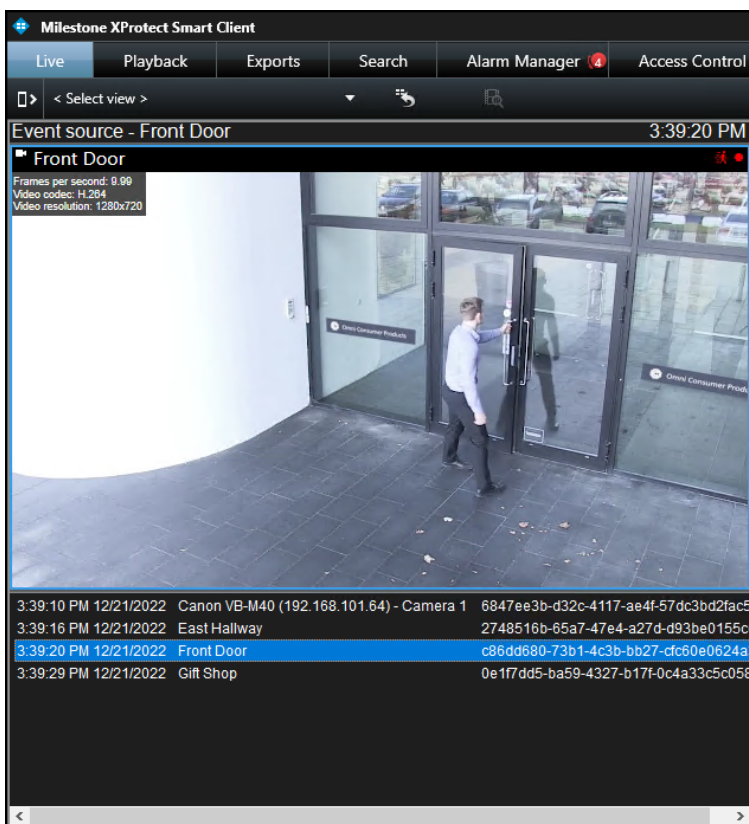 Milestone XProtect Smart Client
Live Playback Exports Search Alarm Manager 4 Access Control
< Select view >
Event source - Front Door 3:39:20 PM
Front Door
Frames per second: 9.99
Video codec: H.264
Video resolution: 1280x720
Omni Consumer Products
Omni Consumer Produ
3:39:10 PM 12/21/2022 Canon VB-M40 (192.168.101.64) - Camera 1 6847ee3b-d32c-4117-ae4f-57dc3bd2fac5
3:39:16 PM 12/21/2022 East Hallway 2748516b-65a7-47e4-a27d-d93be0155c
3:39:20 PM 12/21/2022 Front Door c86dd680-73b1-4c3b-bb27-cfc60e0624a
3:39:29 PM 12/21/2022 Gift Shop 0e1f7dd5-ba59-4327-b17f-0c4a33c5c058